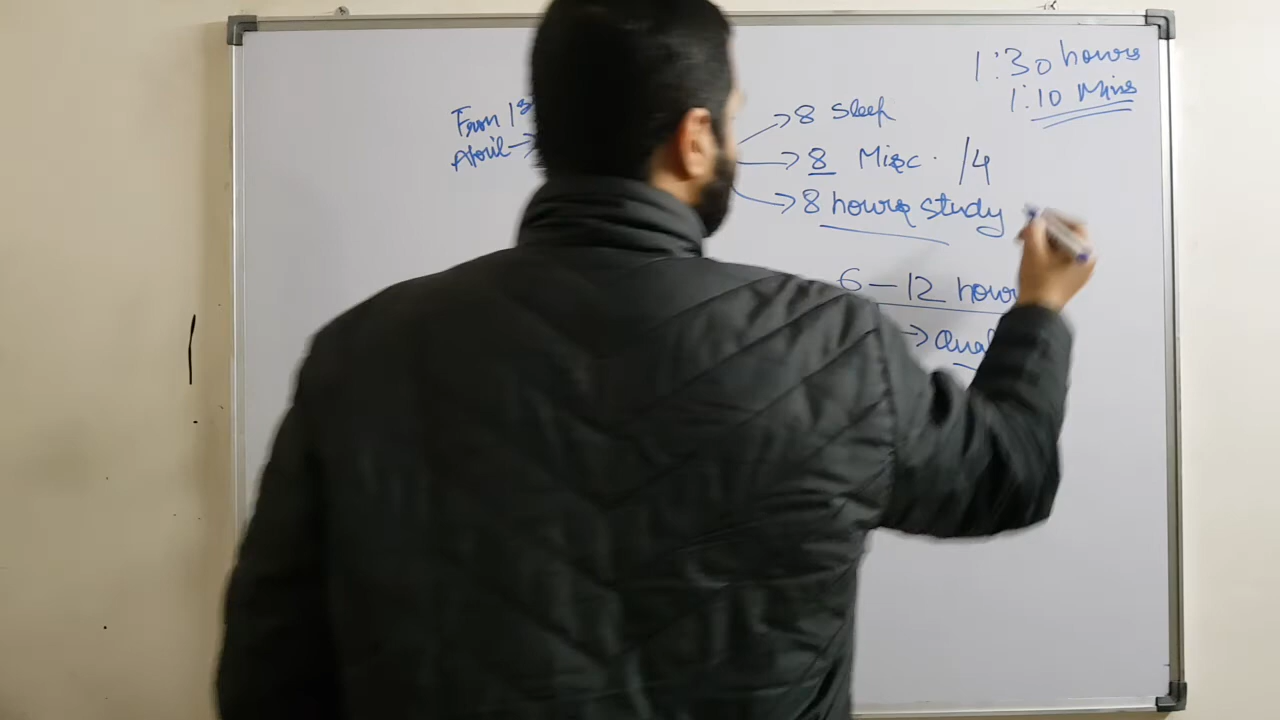 1:30 hours
1:10 Mins
From 1st
April →
→ 8 Sleep
→ 8 Misc. /4
→ 8 hours study
6 – 12 hour
→ Qual